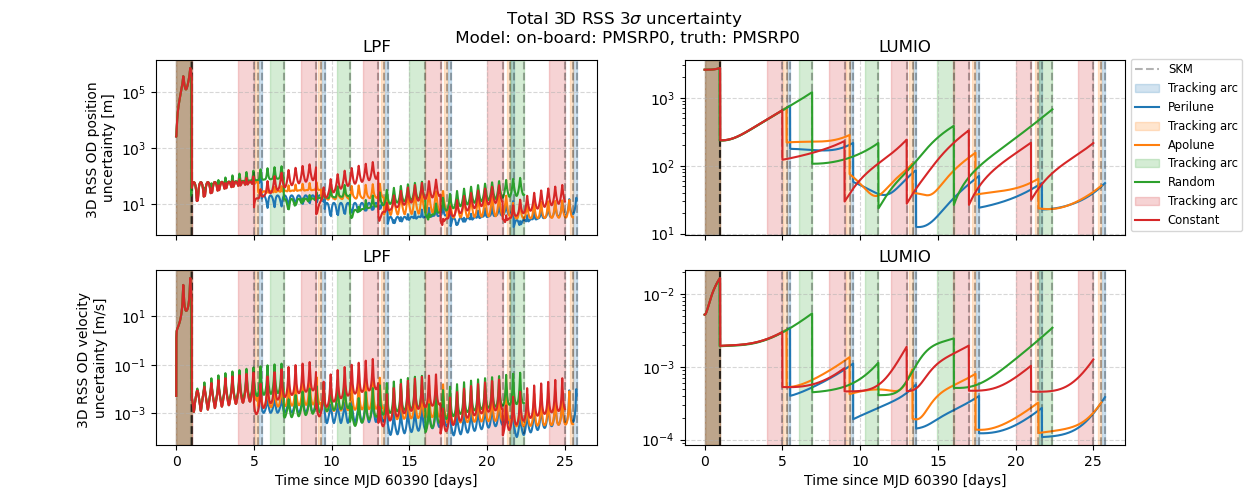 Total 3D RSS 3σ uncertainty
Model: on-board: PMSRP0, truth: PMSRP0
LPF
LUMIO
3D RSS OD position
uncertainty [m]
10^5
10^3
10^1
10^3
10^2
10^1
SKM
Tracking arc
Perilune
Tracking arc
Apolune
Tracking arc
Random
Tracking arc
Constant
LPF
LUMIO
3D RSS OD velocity
uncertainty [m/s]
10^1
10^−1
10^−3
10^−2
10^−3
10^−4
0 5 10 15 20 25
0 5 10 15 20 25
Time since MJD 60390 [days]
Time since MJD 60390 [days]